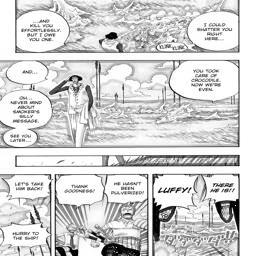 I COULD
SHATTER YOU
RIGHT
HERE...
...AND
KILL YOU
EFFORTLESSLY.
BUT I OWE
YOU ONE.
KLINK
KLINK
YOU TOOK
CARE OF
CROCODILE.
NOW WE'RE
EVEN.
AND...
OH...
NEVER MIND
ABOUT
SMOKER'S
SILLY
MESSAGE.
SEE YOU
LATER...
THERE
HE IS!!
LUFFY!
HE HASN'T
BEEN
PULVERIZED!
THANK
GOODNESS!
LET'S TAKE
HIM BACK!
HURRY TO
THE SHIP!